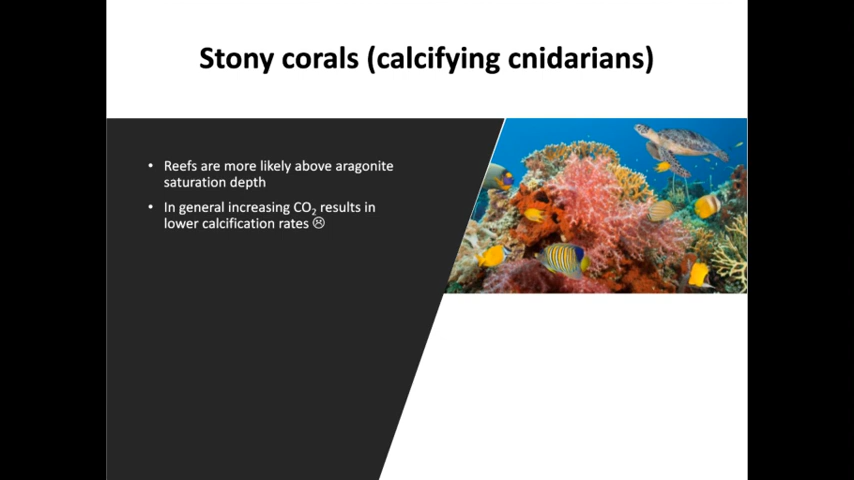 Stony corals (calcifying cnidarians)
• Reefs are more likely above aragonite
saturation depth
• In general increasing CO₂ results in
lower calcification rates ☹